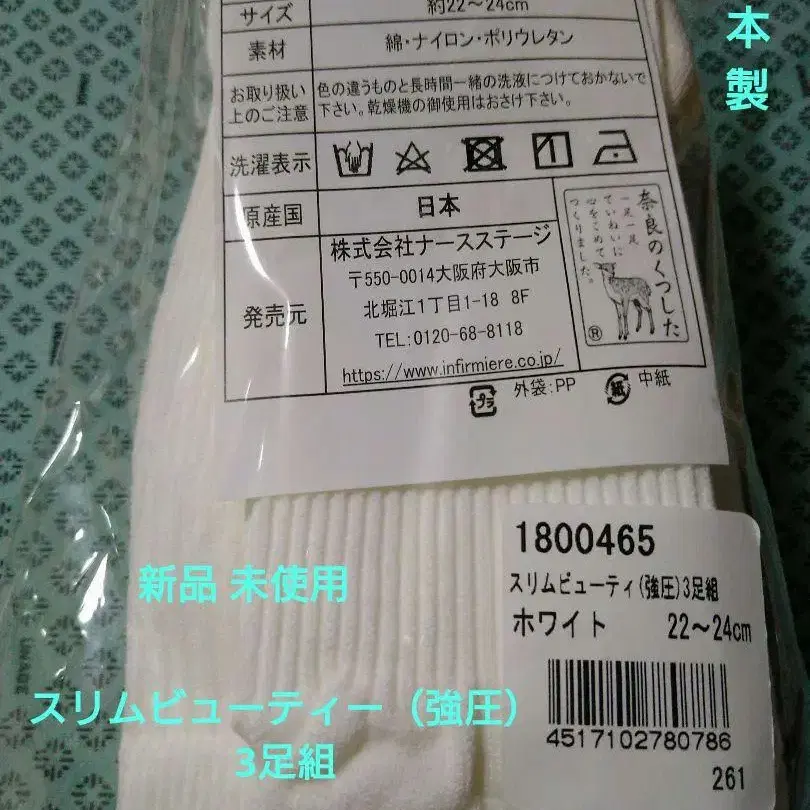 サイズ
約22～24cm
素材
綿・ナイロン・ポリウレタン
お取り扱い
上のご注意
色の違うものと長時間一緒の洗液につけておかないで
下さい。乾燥機の御使用はおさけ下さい。
洗濯表示
原産国
日本
発売元
株式会社ナースステージ
〒550-0014大阪府大阪市
北堀江1丁目1-18 8F
TEL:0120-68-8118
https://www.infirmiere.co.jp/
奈良のくつした
一足一足
ていねいに
心をこめて
つくりました。
®
プラ
外袋:PP
紙
中紙
本
製
新品 未使用
スリムビューティー（強圧）
3足組
1800465
スリムビューティ(強圧)3足組
ホワイト 22～24cm
4517102780786
261